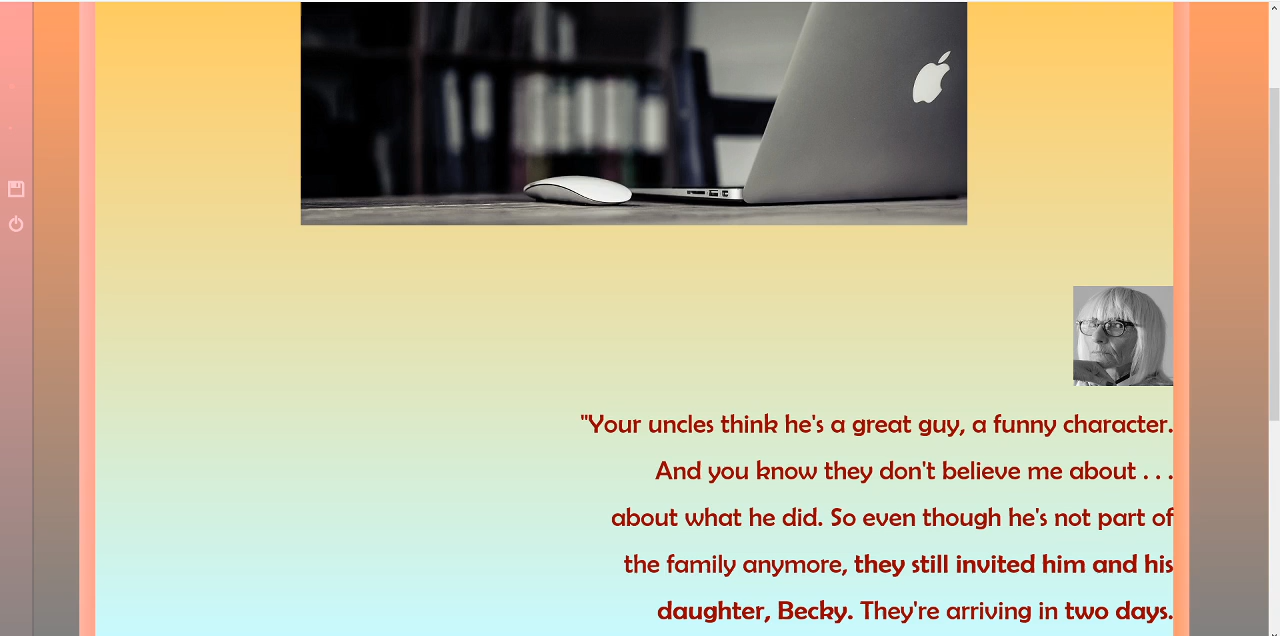 "Your uncles think he's a great guy, a funny character.
And you know they don't believe me about . . .
about what he did. So even though he's not part of
the family anymore, they still invited him and his
daughter, Becky. They're arriving in two days.